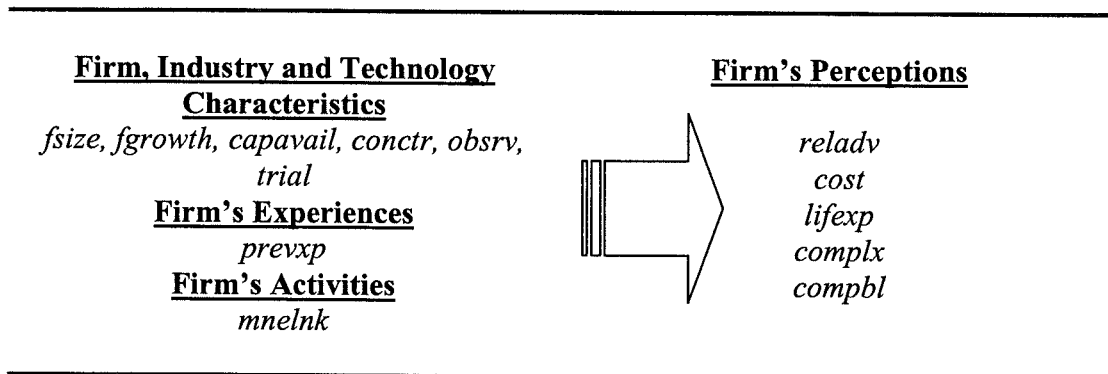 Firm, Industry and Technology
Characteristics
fsize, fgrowth, capavail, conctr, obsrv,
trial
Firm's Experiences
prevxp
Firm's Activities
mnelnk
Firm's Perceptions
reladv
cost
lifexp
complx
compbl